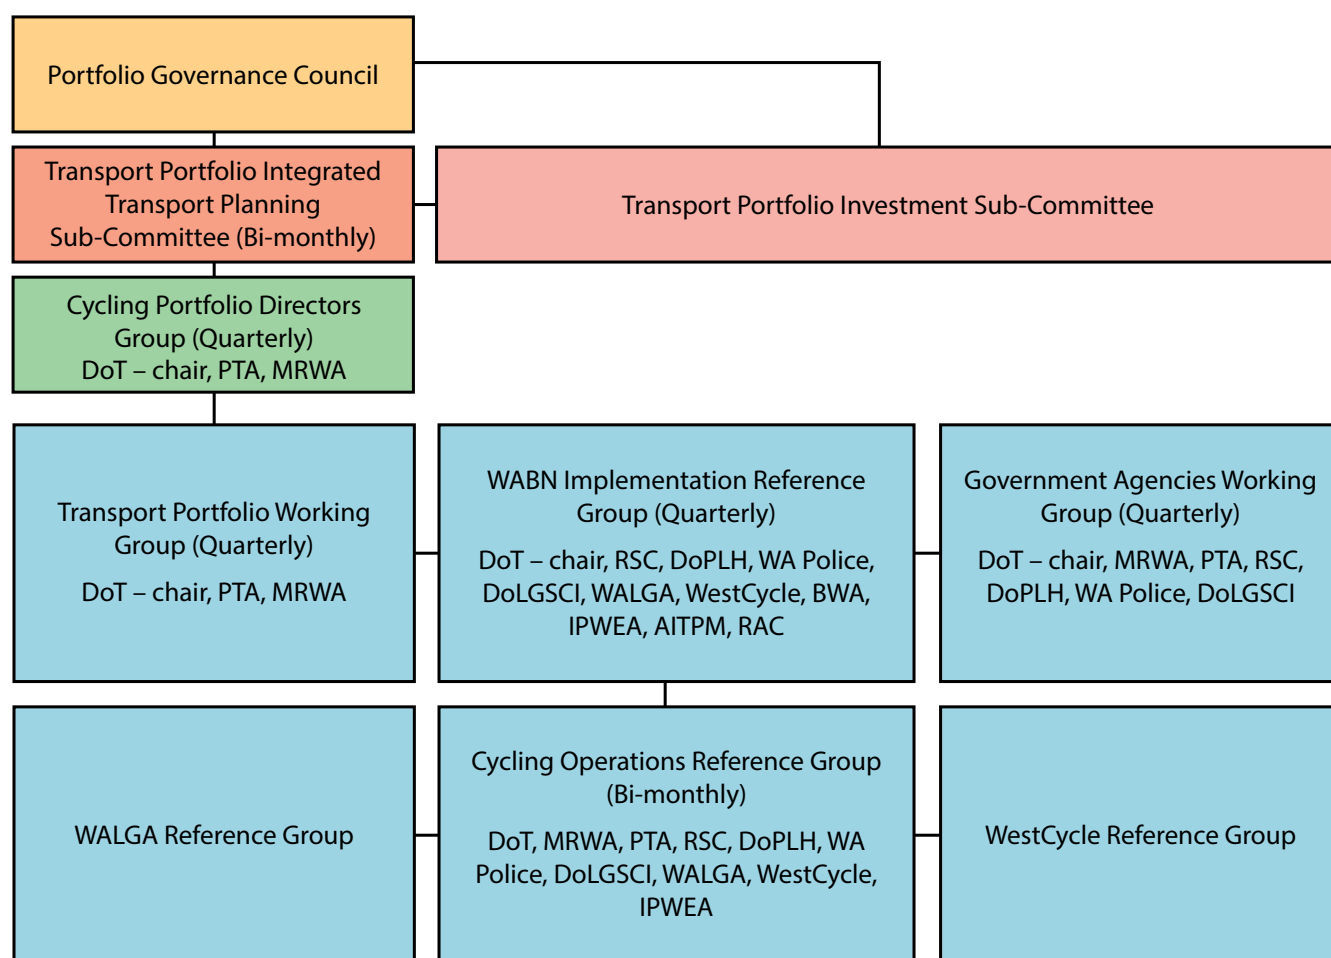 Portfolio Governance Council
Transport Portfolio Integrated
Transport Planning
Sub-Committee (Bi-monthly)
Transport Portfolio Investment Sub-Committee
Cycling Portfolio Directors
Group (Quarterly)
DoT – chair, PTA, MRWA
Transport Portfolio Working
Group (Quarterly)
DoT – chair, PTA, MRWA
WABN Implementation Reference
Group (Quarterly)
DoT – chair, RSC, DoPLH, WA Police,
DoLGSCI, WALGA, WestCycle, BWA,
IPWEA, AITPM, RAC
Government Agencies Working
Group (Quarterly)
DoT – chair, MRWA, PTA, RSC,
DoPLH, WA Police, DoLGSCI
WALGA Reference Group
Cycling Operations Reference Group
(Bi-monthly)
DoT, MRWA, PTA, RSC, DoPLH, WA
Police, DoLGSCI, WALGA, WestCycle,
IPWEA
WestCycle Reference Group